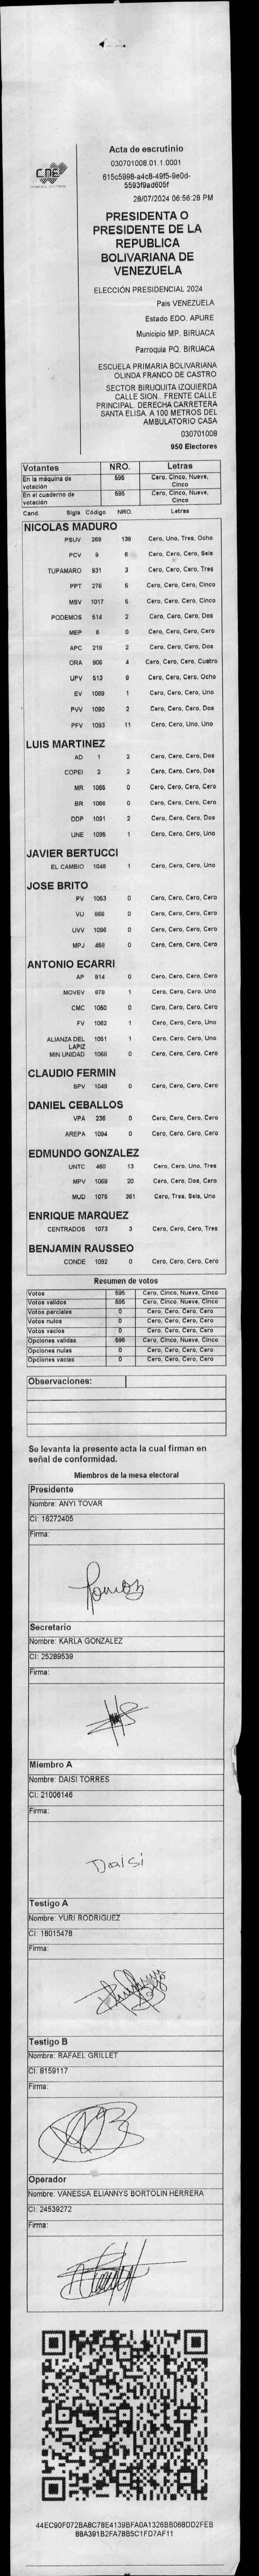 CNE
Acta de escrutinio
030701008.01.1.0001
615c5998-a4c8-49f5-9e0d-
5593f9ad605f
28/07/2024 06:56:28 PM
PRESIDENTA O
PRESIDENTE DE LA
REPUBLICA
BOLIVARIANA DE
VENEZUELA
ELECCIÓN PRESIDENCIAL 2024
Pais VENEZUELA
Estado EDO. APURE
Municipio MP. BIRUACA
Parroquia PQ. BIRUACA
ESCUELA PRIMARIA BOLIVARIANA
OLINDA FRANCO DE CASTRO
SECTOR BIRUQUITA IZQUIERDA
CALLE SION.. FRENTE CALLE
PRINCIPAL. DERECHA CARRETERA
SANTA ELISA. A 100 METROS DEL
AMBULATORIO CASA
030701008
950 Electores
Votantes NRO. Letras
En la máquina de votación 595 Cero, Cinco, Nueve, Cinco
En el cuaderno de votación 595 Cero, Cinco, Nueve, Cinco
Cand. Sigla Código NRO. Letras
NICOLAS MADURO
PSUV 269 138 Cero, Uno, Tres, Ocho
PCV 9 6 Cero, Cero, Cero, Seis
TUPAMARO 931 3 Cero, Cero, Cero, Tres
PPT 276 5 Cero, Cero, Cero, Cinco
MSV 1017 5 Cero, Cero, Cero, Cinco
PODEMOS 514 2 Cero, Cero, Cero, Dos
MEP 6 0 Cero, Cero, Cero, Cero
APC 219 2 Cero, Cero, Cero, Dos
ORA 906 4 Cero, Cero, Cero, Cuatro
UPV 513 8 Cero, Cero, Cero, Ocho
EV 1089 1 Cero, Cero, Cero, Uno
PVV 1090 2 Cero, Cero, Cero, Dos
PFV 1093 11 Cero, Cero, Uno, Uno
LUIS MARTINEZ
AD 1 2 Cero, Cero, Cero, Dos
COPEI 2 2 Cero, Cero, Cero, Dos
MR 1065 0 Cero, Cero, Cero, Cero
BR 1066 0 Cero, Cero, Cero, Cero
DDP 1091 2 Cero, Cero, Cero, Dos
UNE 1095 1 Cero, Cero, Cero, Uno
JAVIER BERTUCCI
EL CAMBIO 1048 1 Cero, Cero, Cero, Uno
JOSE BRITO
PV 1053 0 Cero, Cero, Cero, Cero
VU 868 0 Cero, Cero, Cero, Cero
UVV 1096 0 Cero, Cero, Cero, Cero
MPJ 459 0 Cero, Cero, Cero, Cero
ANTONIO ECARRI
AP 814 0 Cero, Cero, Cero, Cero
MOVEV 879 1 Cero, Cero, Cero, Uno
CMC 1050 0 Cero, Cero, Cero, Cero
FV 1052 1 Cero, Cero, Cero, Uno
ALIANZA DEL LAPIZ 1051 1 Cero, Cero, Cero, Uno
MIN UNIDAD 1069 0 Cero, Cero, Cero, Cero
CLAUDIO FERMIN
SPV 1049 0 Cero, Cero, Cero, Cero
DANIEL CEBALLOS
VPA 236 0 Cero, Cero, Cero, Cero
AREPA 1094 0 Cero, Cero, Cero, Cero
EDMUNDO GONZALEZ
UNTC 460 13 Cero, Cero, Uno, Tres
MPV 1059 20 Cero, Cero, Dos, Cero
MUD 1075 361 Cero, Tres, Seis, Uno
ENRIQUE MARQUEZ
CENTRADOS 1073 3 Cero, Cero, Cero, Tres
BENJAMIN RAUSSEO
CONDE 1092 0 Cero, Cero, Cero, Cero
Resumen de votos
Votos 595 Cero, Cinco, Nueve, Cinco
Votos validos 595 Cero, Cinco, Nueve, Cinco
Votos parciales 0 Cero, Cero, Cero, Cero
Votos nulos 0 Cero, Cero, Cero, Cero
Votos vacios 0 Cero, Cero, Cero, Cero
Opciones validas 595 Cero, Cinco, Nueve, Cinco
Opciones nulas 0 Cero, Cero, Cero, Cero
Opciones vacias 0 Cero, Cero, Cero, Cero
Observaciones:
Se levanta la presente acta la cual firman en
señal de conformidad.
Miembros de la mesa electoral
Presidente
Nombre: ANYI TOVAR
CI: 16272405
Firma:
Secretario
Nombre: KARLA GONZALEZ
CI: 25289539
Firma:
Miembro A
Nombre: DAISI TORRES
CI: 21006146
Firma:
Daisi
Testigo A
Nombre: YURI RODRIGUEZ
CI: 18015478
Firma:
Testigo B
Nombre: RAFAEL GRILLET
CI: 8159117
Firma:
Operador
Nombre: VANESSA ELIANNYS BORTOLIN HERRERA
CI: 24539272
Firma:
44EC90F072BA8C78E4139BFA0A1326BB068DD2FEB
88A391B2FA78B5C1FD7AF11